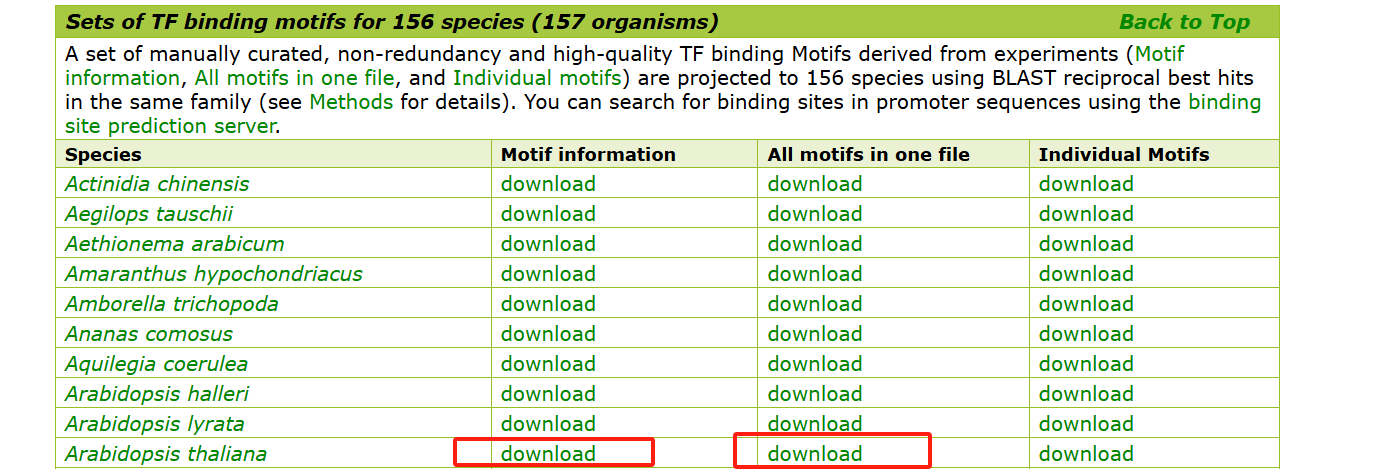 Sets of TF binding motifs for 156 species (157 organisms) Back to Top
A set of manually curated, non-redundancy and high-quality TF binding Motifs derived from experiments (Motif
information, All motifs in one file, and Individual motifs) are projected to 156 species using BLAST reciprocal best hits
in the same family (see Methods for details). You can search for binding sites in promoter sequences using the binding
site prediction server.
Species Motif information All motifs in one file Individual Motifs
Actinidia chinensis download download download
Aegilops tauschii download download download
Aethionema arabicum download download download
Amaranthus hypochondriacus download download download
Amborella trichopoda download download download
Ananas comosus download download download
Aquilegia coerulea download download download
Arabidopsis halleri download download download
Arabidopsis lyrata download download download
Arabidopsis thaliana download download download